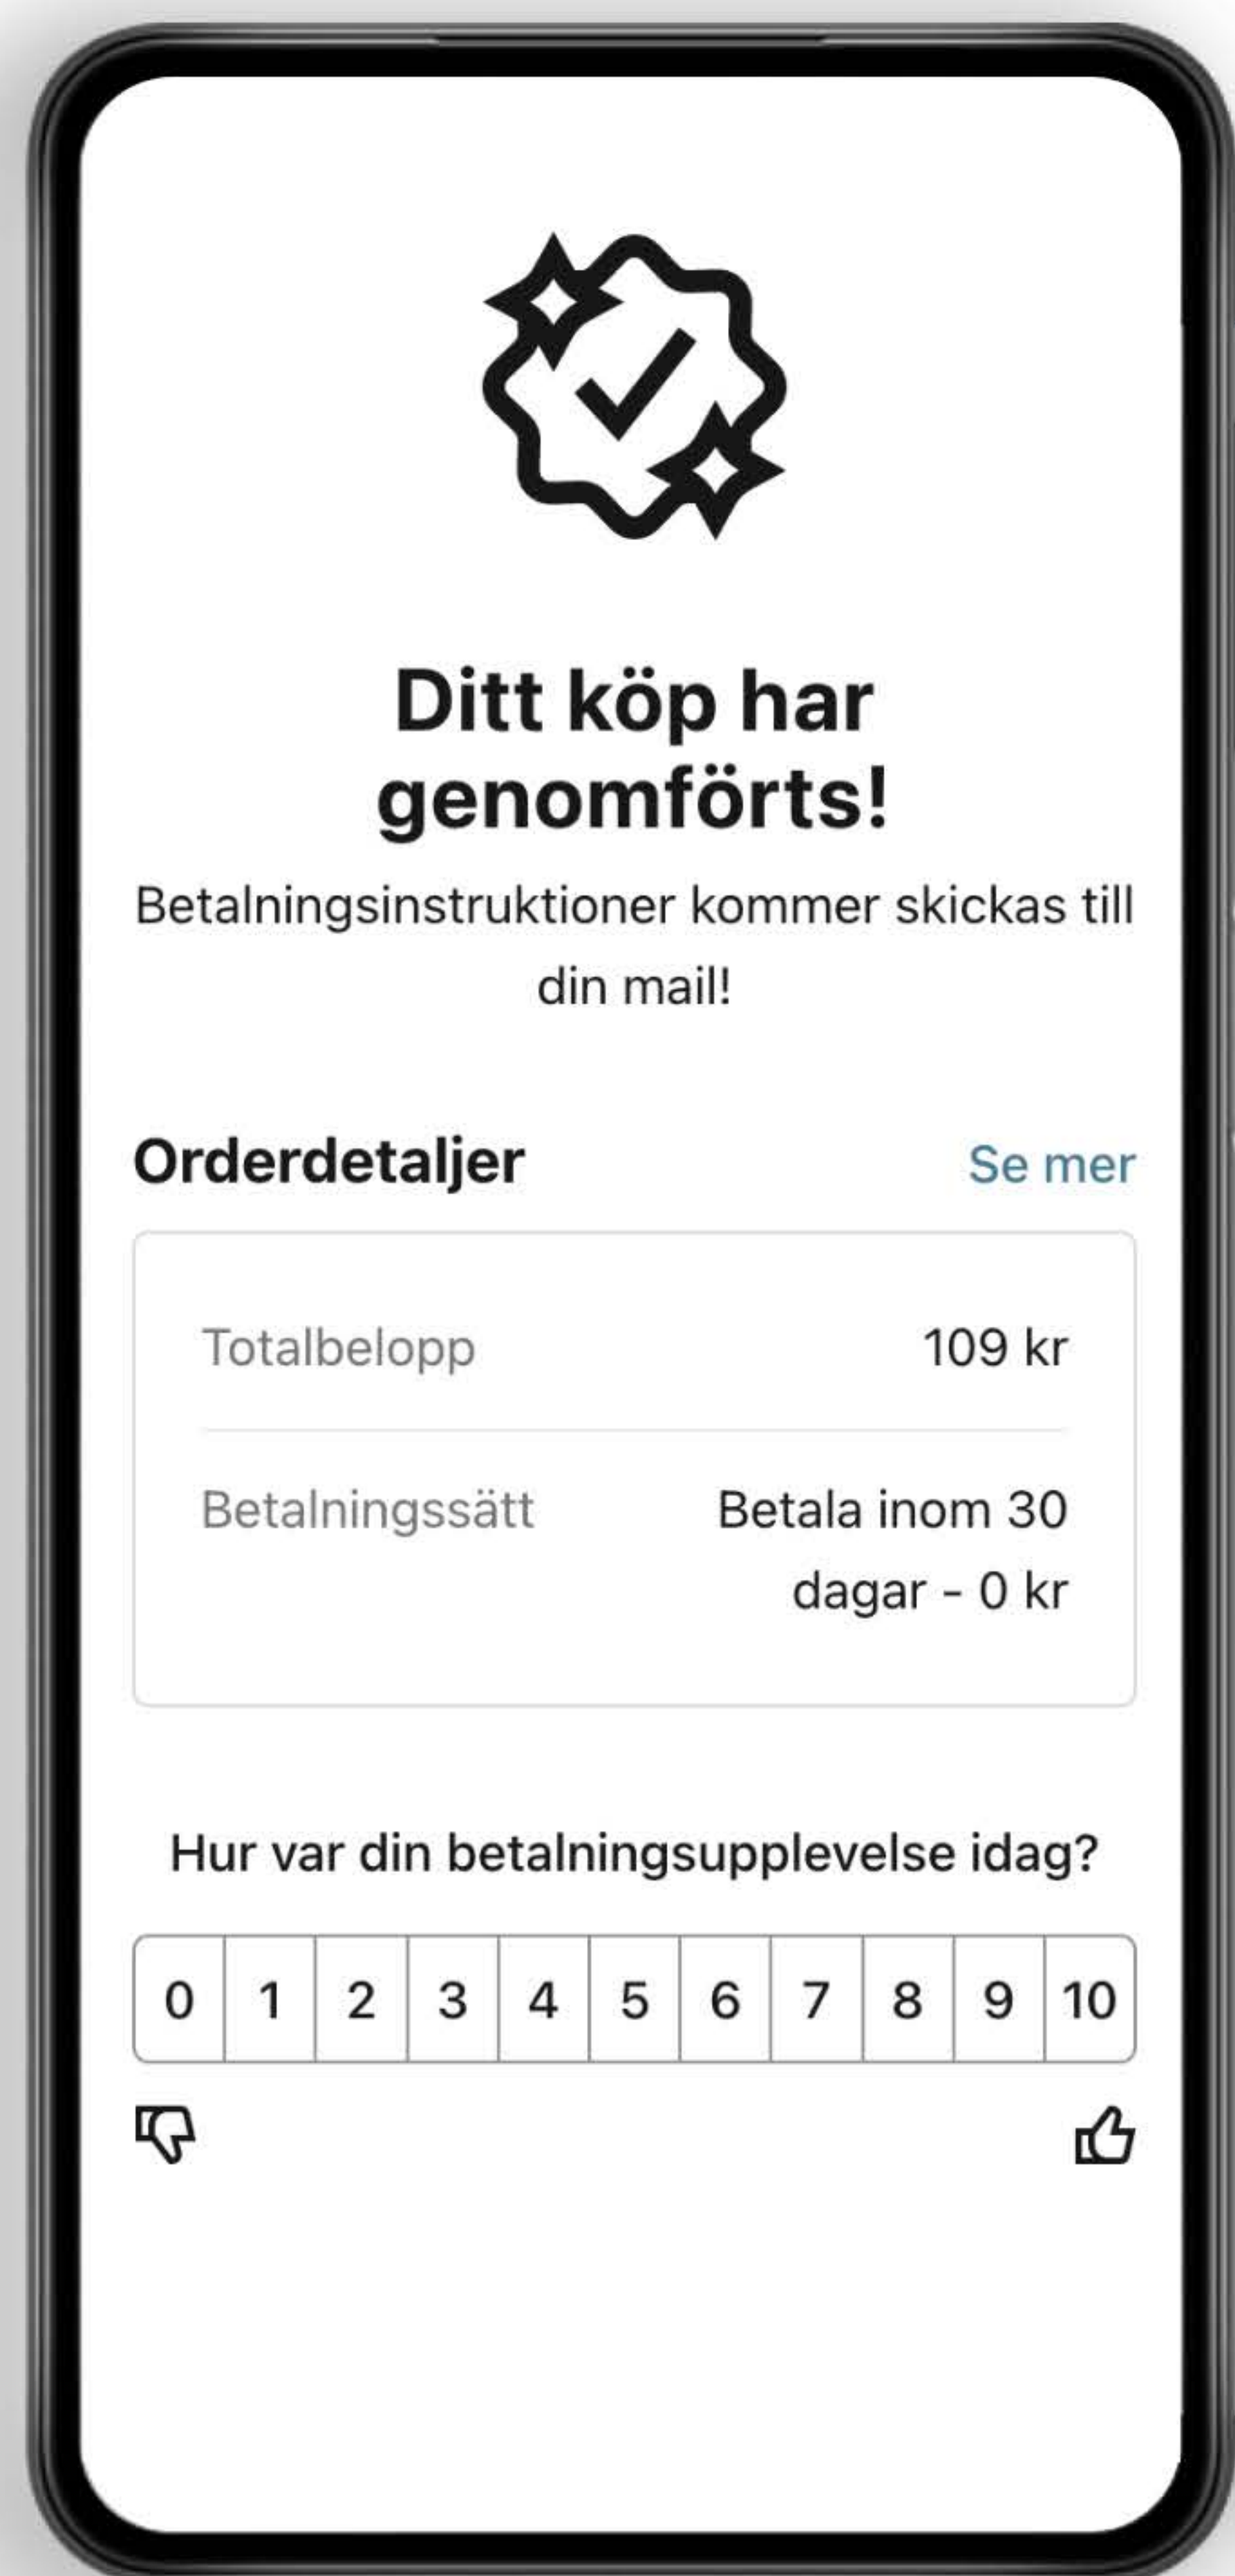 Ditt köp har
genomförts!
Betalningsinstruktioner kommer skickas till
din mail!
Orderdetaljer Se mer
Totalbelopp 109 kr
Betalningssätt Betala inom 30
dagar - 0 kr
Hur var din betalningsupplevelse idag?
0 1 2 3 4 5 6 7 8 9 10